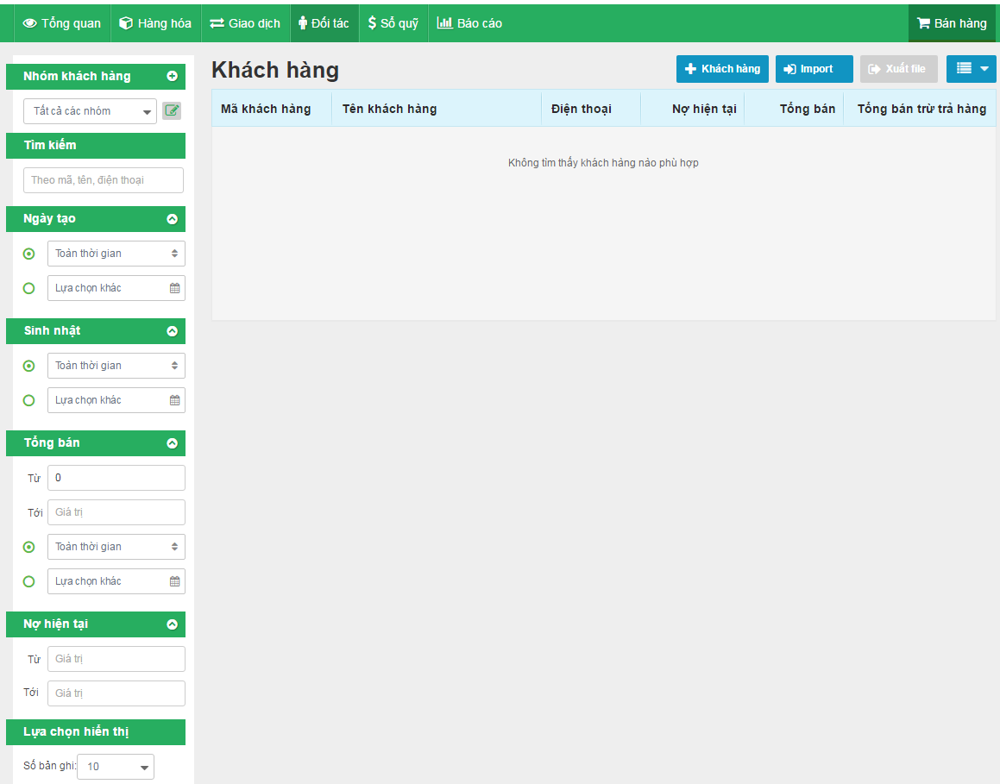 Tổng quan Hàng hóa Giao dịch Đối tác Sổ quỹ Báo cáo Bán hàng
Nhóm khách hàng
Tất cả các nhóm
Tìm kiếm
Theo mã, tên, điện thoại
Ngày tạo
Toàn thời gian
Lựa chọn khác
Sinh nhật
Toàn thời gian
Lựa chọn khác
Tổng bán
Từ 0
Tới Giá trị
Toàn thời gian
Lựa chọn khác
Nợ hiện tại
Từ Giá trị
Tới Giá trị
Lựa chọn hiển thị
Số bản ghi: 10
Khách hàng
Khách hàng Import Xuất file
Mã khách hàng Tên khách hàng Điện thoại Nợ hiện tại Tổng bán Tổng bán trừ trả hàng
Không tìm thấy khách hàng nào phù hợp